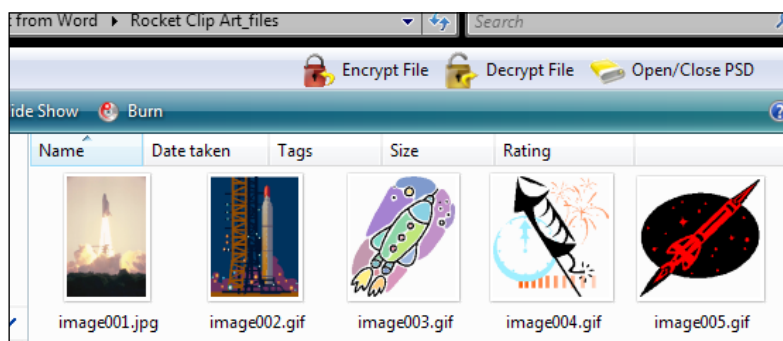 t from Word ▸ Rocket Clip Art_files Search
Encrypt File Decrypt File Open/Close PSD
ide Show Burn
Name Date taken Tags Size Rating
image001.jpg image002.gif image003.gif image004.gif image005.gif